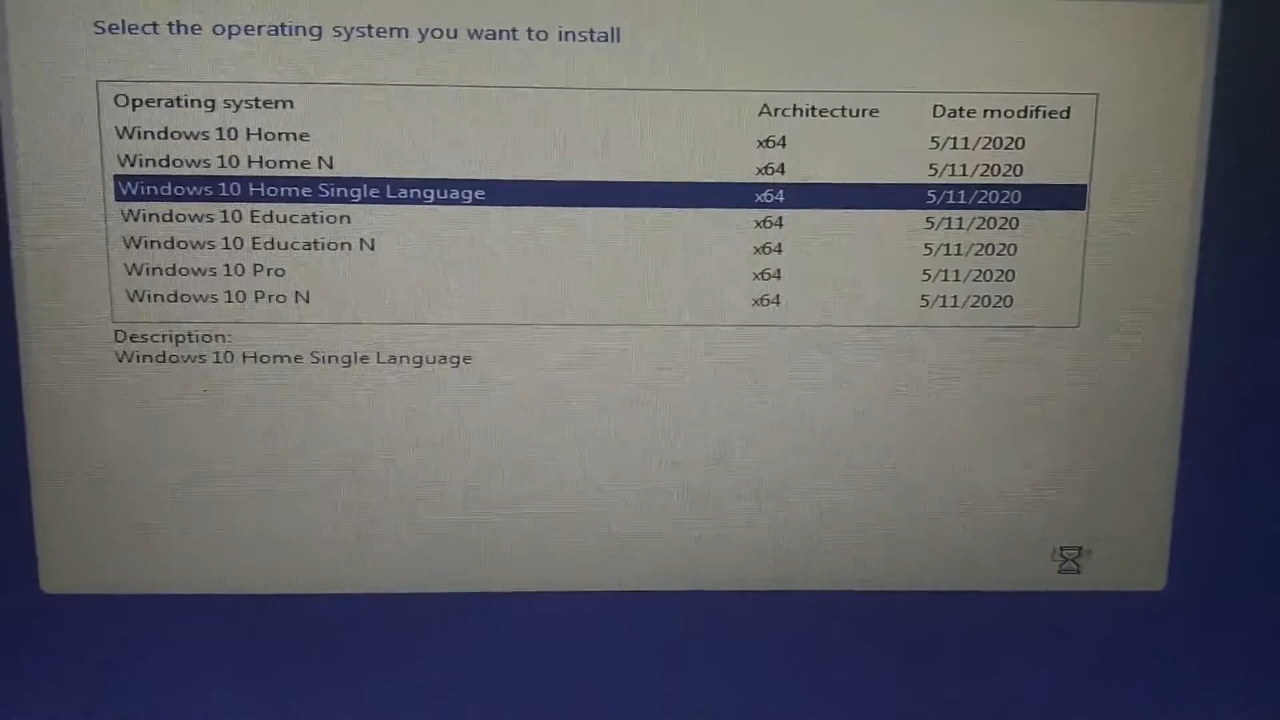 Select the operating system you want to install
Operating system Architecture Date modified
Windows 10 Home x64 5/11/2020
Windows 10 Home N x64 5/11/2020
Windows 10 Home Single Language x64 5/11/2020
Windows 10 Education x64 5/11/2020
Windows 10 Education N x64 5/11/2020
Windows 10 Pro x64 5/11/2020
Windows 10 Pro N x64 5/11/2020
Description:
Windows 10 Home Single Language